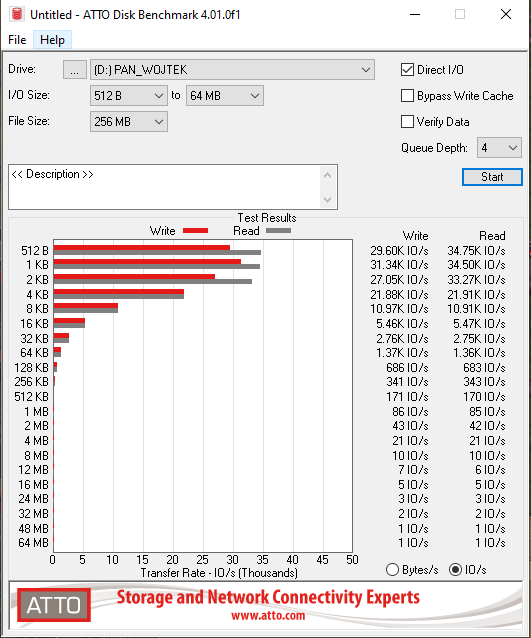 Untitled - ATTO Disk Benchmark 4.01.0f1
File Help
Drive: ... (D:) PAN_WOJTEK
Direct I/O
I/O Size: 512 B to 64 MB
Bypass Write Cache
File Size: 256 MB
Verify Data
Queue Depth: 4
<< Description >>
Start
Test Results
Write Read Write Read
512 B 29.60K IO/s 34.75K IO/s
1 KB 31.34K IO/s 34.50K IO/s
2 KB 27.05K IO/s 33.27K IO/s
4 KB 21.88K IO/s 21.91K IO/s
8 KB 10.97K IO/s 10.91K IO/s
16 KB 5.46K IO/s 5.47K IO/s
32 KB 2.76K IO/s 2.75K IO/s
64 KB 1.37K IO/s 1.36K IO/s
128 KB 686 IO/s 683 IO/s
256 KB 341 IO/s 343 IO/s
512 KB 171 IO/s 170 IO/s
1 MB 86 IO/s 85 IO/s
2 MB 43 IO/s 42 IO/s
4 MB 21 IO/s 21 IO/s
8 MB 10 IO/s 10 IO/s
12 MB 7 IO/s 6 IO/s
16 MB 5 IO/s 5 IO/s
24 MB 3 IO/s 3 IO/s
32 MB 2 IO/s 2 IO/s
48 MB 1 IO/s 1 IO/s
64 MB 1 IO/s 1 IO/s
0 5 10 15 20 25 30 35 40 45 50
Transfer Rate - IO/s (Thousands)
Bytes/s IO/s
ATTO Storage and Network Connectivity Experts
www.atto.com